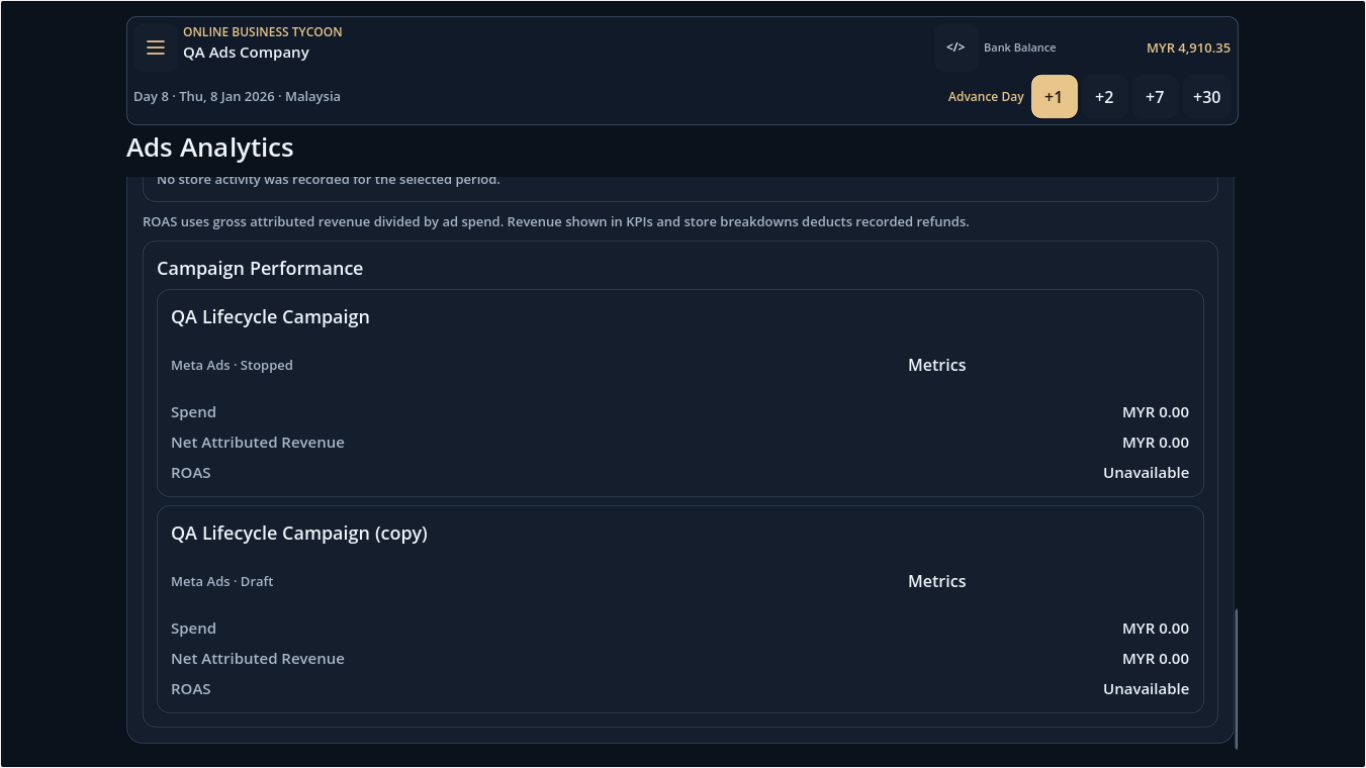 ONLINE BUSINESS TYCOON
QA Ads Company
</> Bank Balance MYR 4,910.35
Day 8 · Thu, 8 Jan 2026 · Malaysia
Advance Day +1 +2 +7 +30
Ads Analytics
No store activity was recorded for the selected period.
ROAS uses gross attributed revenue divided by ad spend. Revenue shown in KPIs and store breakdowns deducts recorded refunds.
Campaign Performance
QA Lifecycle Campaign
Meta Ads · Stopped Metrics
Spend MYR 0.00
Net Attributed Revenue MYR 0.00
ROAS Unavailable
QA Lifecycle Campaign (copy)
Meta Ads · Draft Metrics
Spend MYR 0.00
Net Attributed Revenue MYR 0.00
ROAS Unavailable